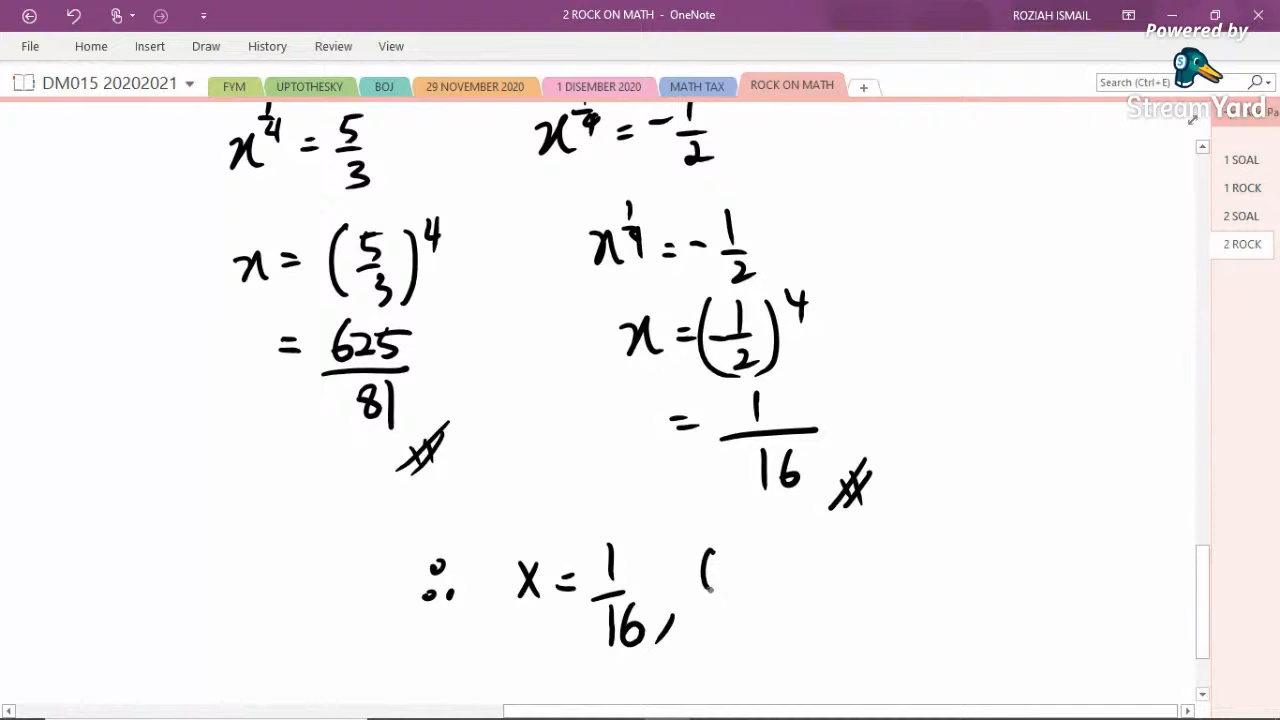 2 ROCK ON MATH - OneNote
ROZIAH ISMAIL
Powered by
StreamYard
File Home Insert Draw History Review View
DM015 20202021
FYM UPTOTHESKY BOJ 29 NOVEMBER 2020 1 DISEMBER 2020 MATH TAX ROCK ON MATH +
Search (Ctrl+E)
1 SOAL
1 ROCK
2 SOAL
2 ROCK
x^1/4 = 5/3
x = (5/3)^4
= 625/81
x^1/4 = -1/2
x^1/4 = -1/2
x = (-1/2)^4
= 1/16
∴ x = 1/16, (